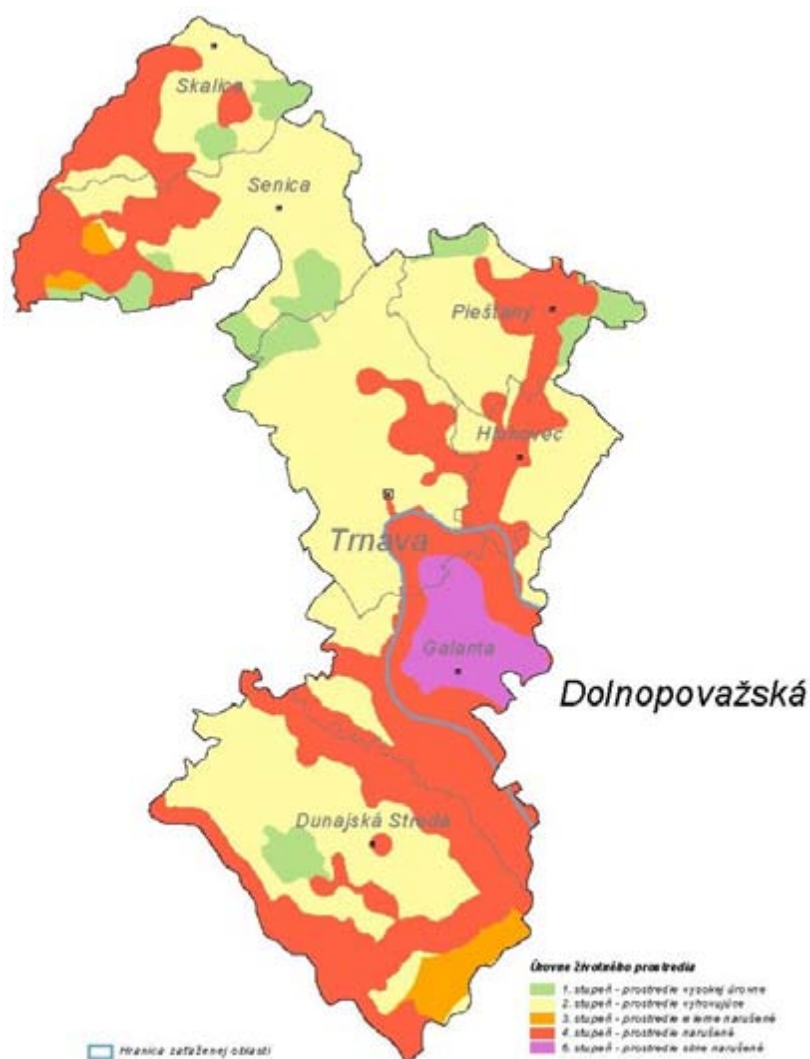 Skalica
Senica
Piešťany
Hlohovec
Trnava
Galanta
Dolnopovažská
Dunajská Streda
Úrovne životného prostredia
1. stupeň - prostredie vysokej úrovne
2. stupeň - prostredie vyhovujúce
3. stupeň - prostredie mierne narušené
4. stupeň - prostredie narušené
5. stupeň - prostredie silne narušené
Hranica zaťaženej oblasti